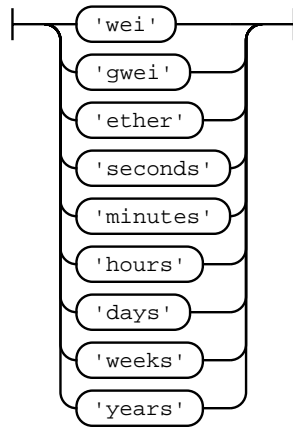 'wei'
'gwei'
'ether'
'seconds'
'minutes'
'hours'
'days'
'weeks'
'years'